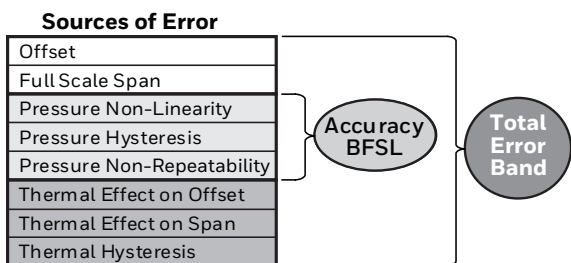 Sources of Error
Offset
Full Scale Span
Pressure Non-Linearity
Pressure Hysteresis
Pressure Non-Repeatability
Thermal Effect on Offset
Thermal Effect on Span
Thermal Hysteresis
Accuracy
BFSL
Total
Error
Band